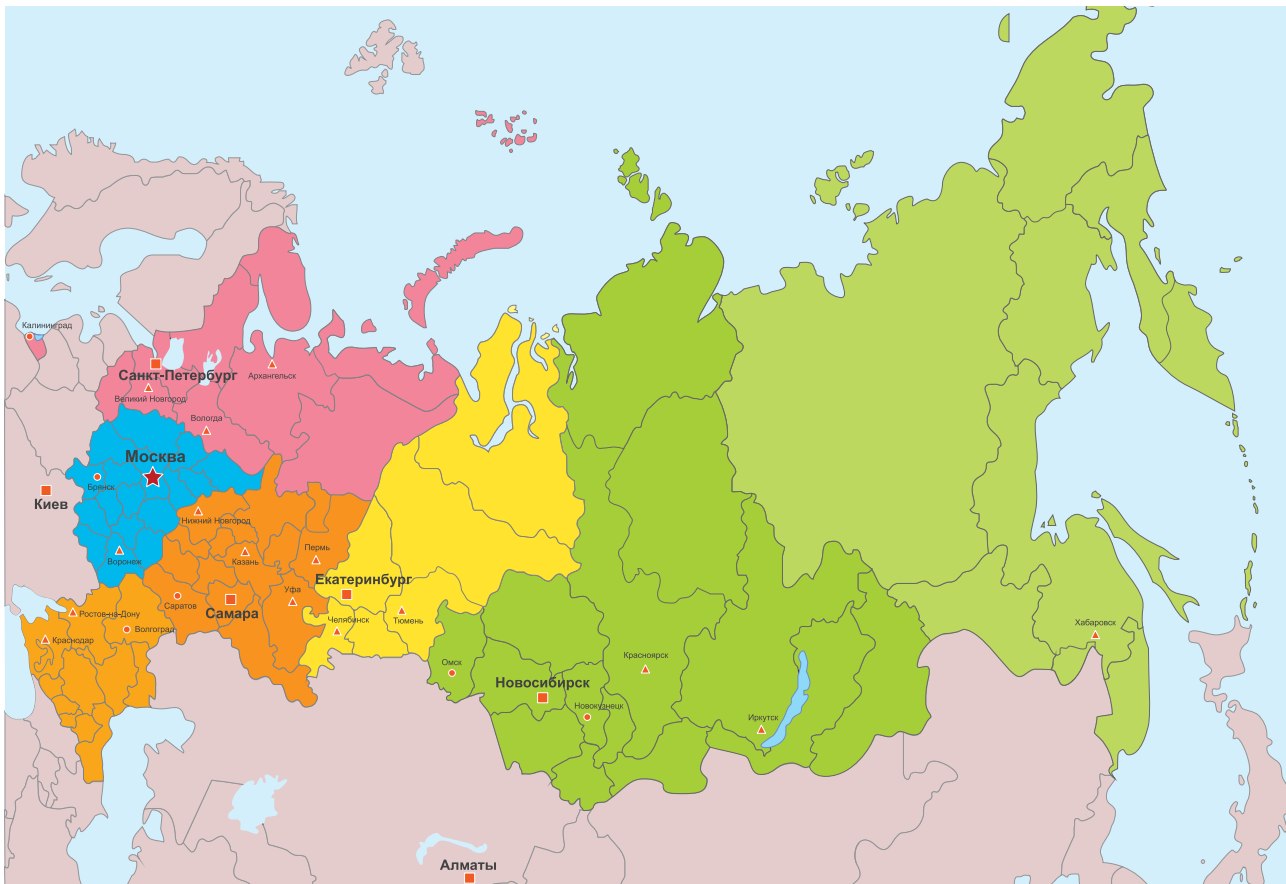 Калининград
Санкт-Петербург
Архангельск
Великий Новгород
Вологда
Москва
Брянск
Киев
Нижний Новгород
Воронеж
Казань
Пермь
Екатеринбург
Уфа
Саратов
Самара
Ростов-на-Дону
Челябинск
Тюмень
Волгоград
Краснодар
Хабаровск
Омск
Красноярск
Новосибирск
Новокузнецк
Иркутск
Алматы